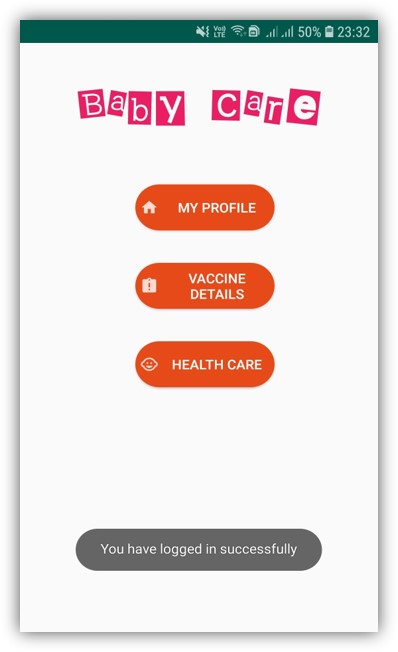 Vo)) LTE 50% 23:32
Baby Care
MY PROFILE
VACCINE
DETAILS
HEALTH CARE
You have logged in successfully